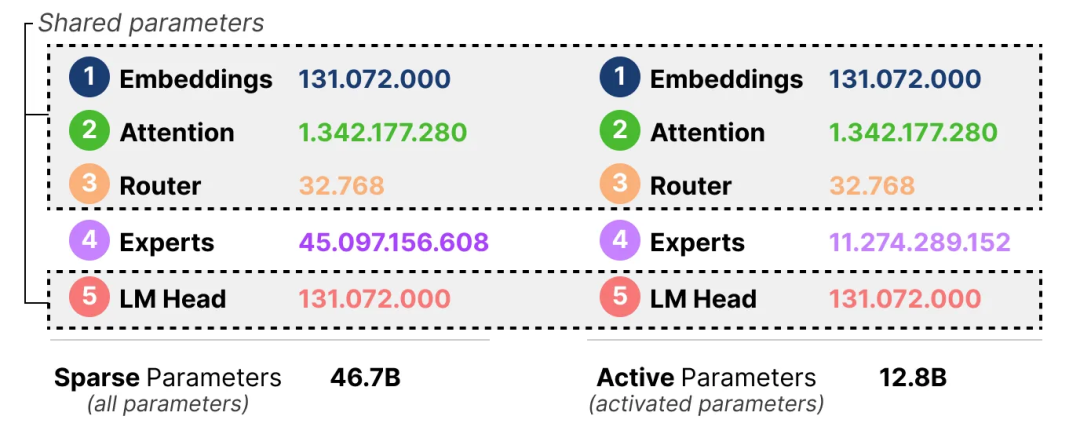 Shared parameters
1 Embeddings 131.072.000 1 Embeddings 131.072.000
2 Attention 1.342.177.280 2 Attention 1.342.177.280
3 Router 32.768 3 Router 32.768
4 Experts 45.097.156.608 4 Experts 11.274.289.152
5 LM Head 131.072.000 5 LM Head 131.072.000
Sparse Parameters 46.7B Active Parameters 12.8B
(all parameters) (activated parameters)